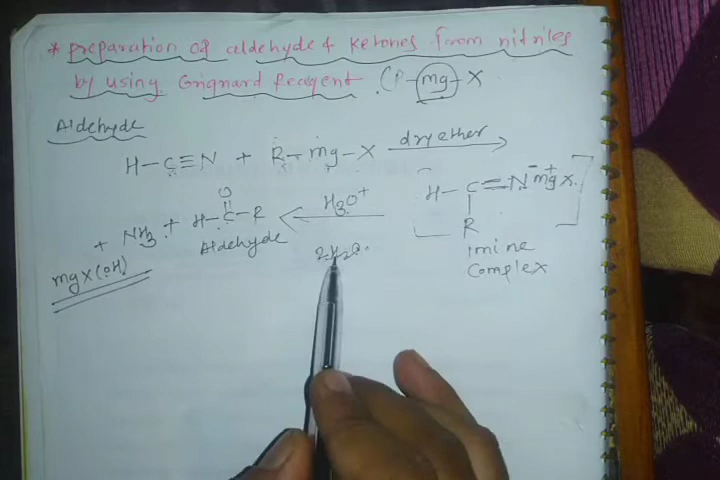 * preparation of aldehyde & ketones from nitriles
by using Grignard Reagent. (R-mg-X
Aldehyde
H-C≡N + R-mg-X dry ether
H-C=N⁻mg⁺X.
R
imine
complex
H₃O⁺
2H₂O.
+ NH₃ + H-C-R
O
Aldehyde
mgX(OH)